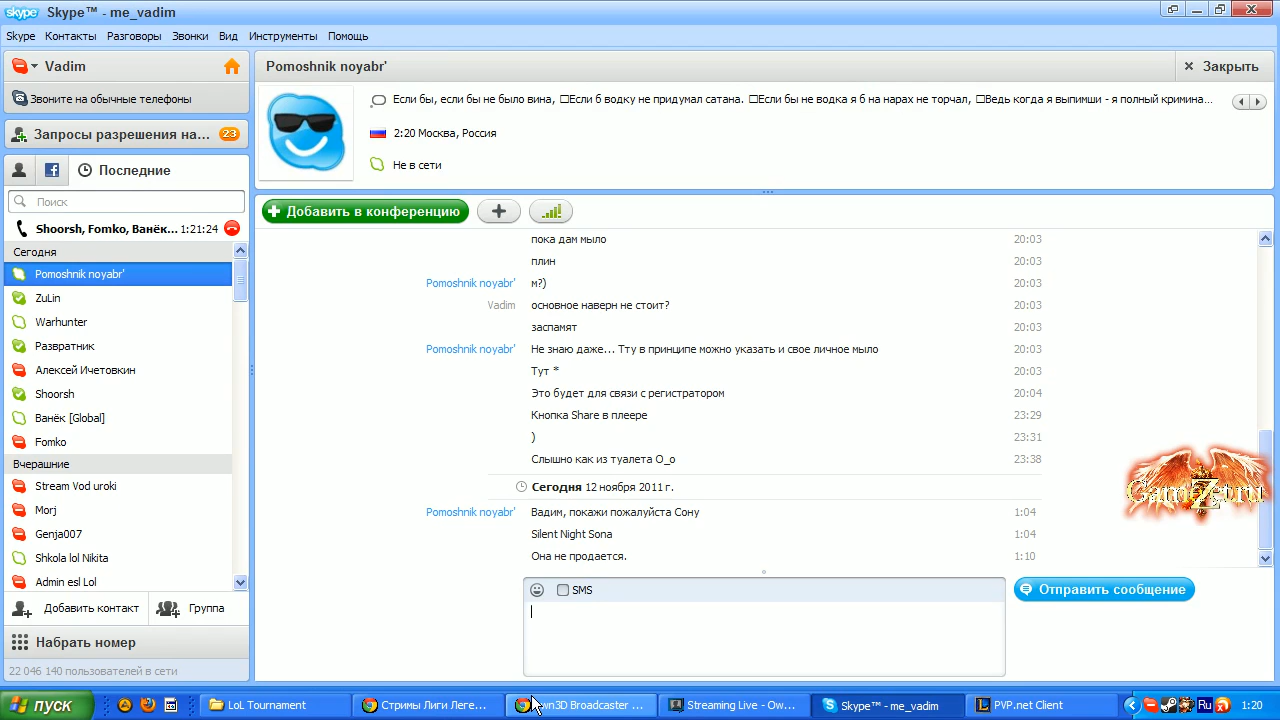 skype Skype™ - me_vadim
Skype Контакты Разговоры Звонки Вид Инструменты Помощь
Vadim
Звоните на обычные телефоны
Запросы разрешения на... 23
Последние
Поиск
Shoorsh, Fomko, Ванёк... 1:21:24
Сегодня
Pomoshnik noyabr'
ZuLin
Warhunter
Развратник
Алексей Ичетовкин
Shoorsh
Ванёк [Global]
Fomko
Вчерашние
Stream Vod uroki
Morj
Genja007
Shkola lol Nikita
Admin esl Lol
Добавить контакт Группа
Набрать номер
22 046 140 пользователей в сети
Pomoshnik noyabr' Закрыть
Если бы, если бы не было вина, □Если б водку не придумал сатана. □Если бы не водка я б на нарах не торчал, □Ведь когда я выпимши - я полный кримина...
2:20 Москва, Россия
Не в сети
Добавить в конференцию
пока дам мыло 20:03
плин 20:03
Pomoshnik noyabr' м?) 20:03
Vadim основное наверн не стоит? 20:03
заспамят 20:03
Pomoshnik noyabr' Не знаю даже... Тту в принципе можно указать и свое личное мыло 20:03
Тут * 20:03
Это будет для связи с регистратором 20:04
Кнопка Share в плеере 23:29
) 23:31
Слышно как из туалета О_о 23:38
Сегодня 12 ноября 2011 г.
Pomoshnik noyabr' Вадим, покажи пожалуйста Сону 1:04
Silent Night Sona 1:04
Она не продается. 1:10
GameZet.ru
SMS
Отправить сообщение
пуск LoL Tournament Стримы Лиги Леге... wn3D Broadcaster ... Streaming Live - Ow... Skype™ - me_vadim PVP.net Client Ru 1:20